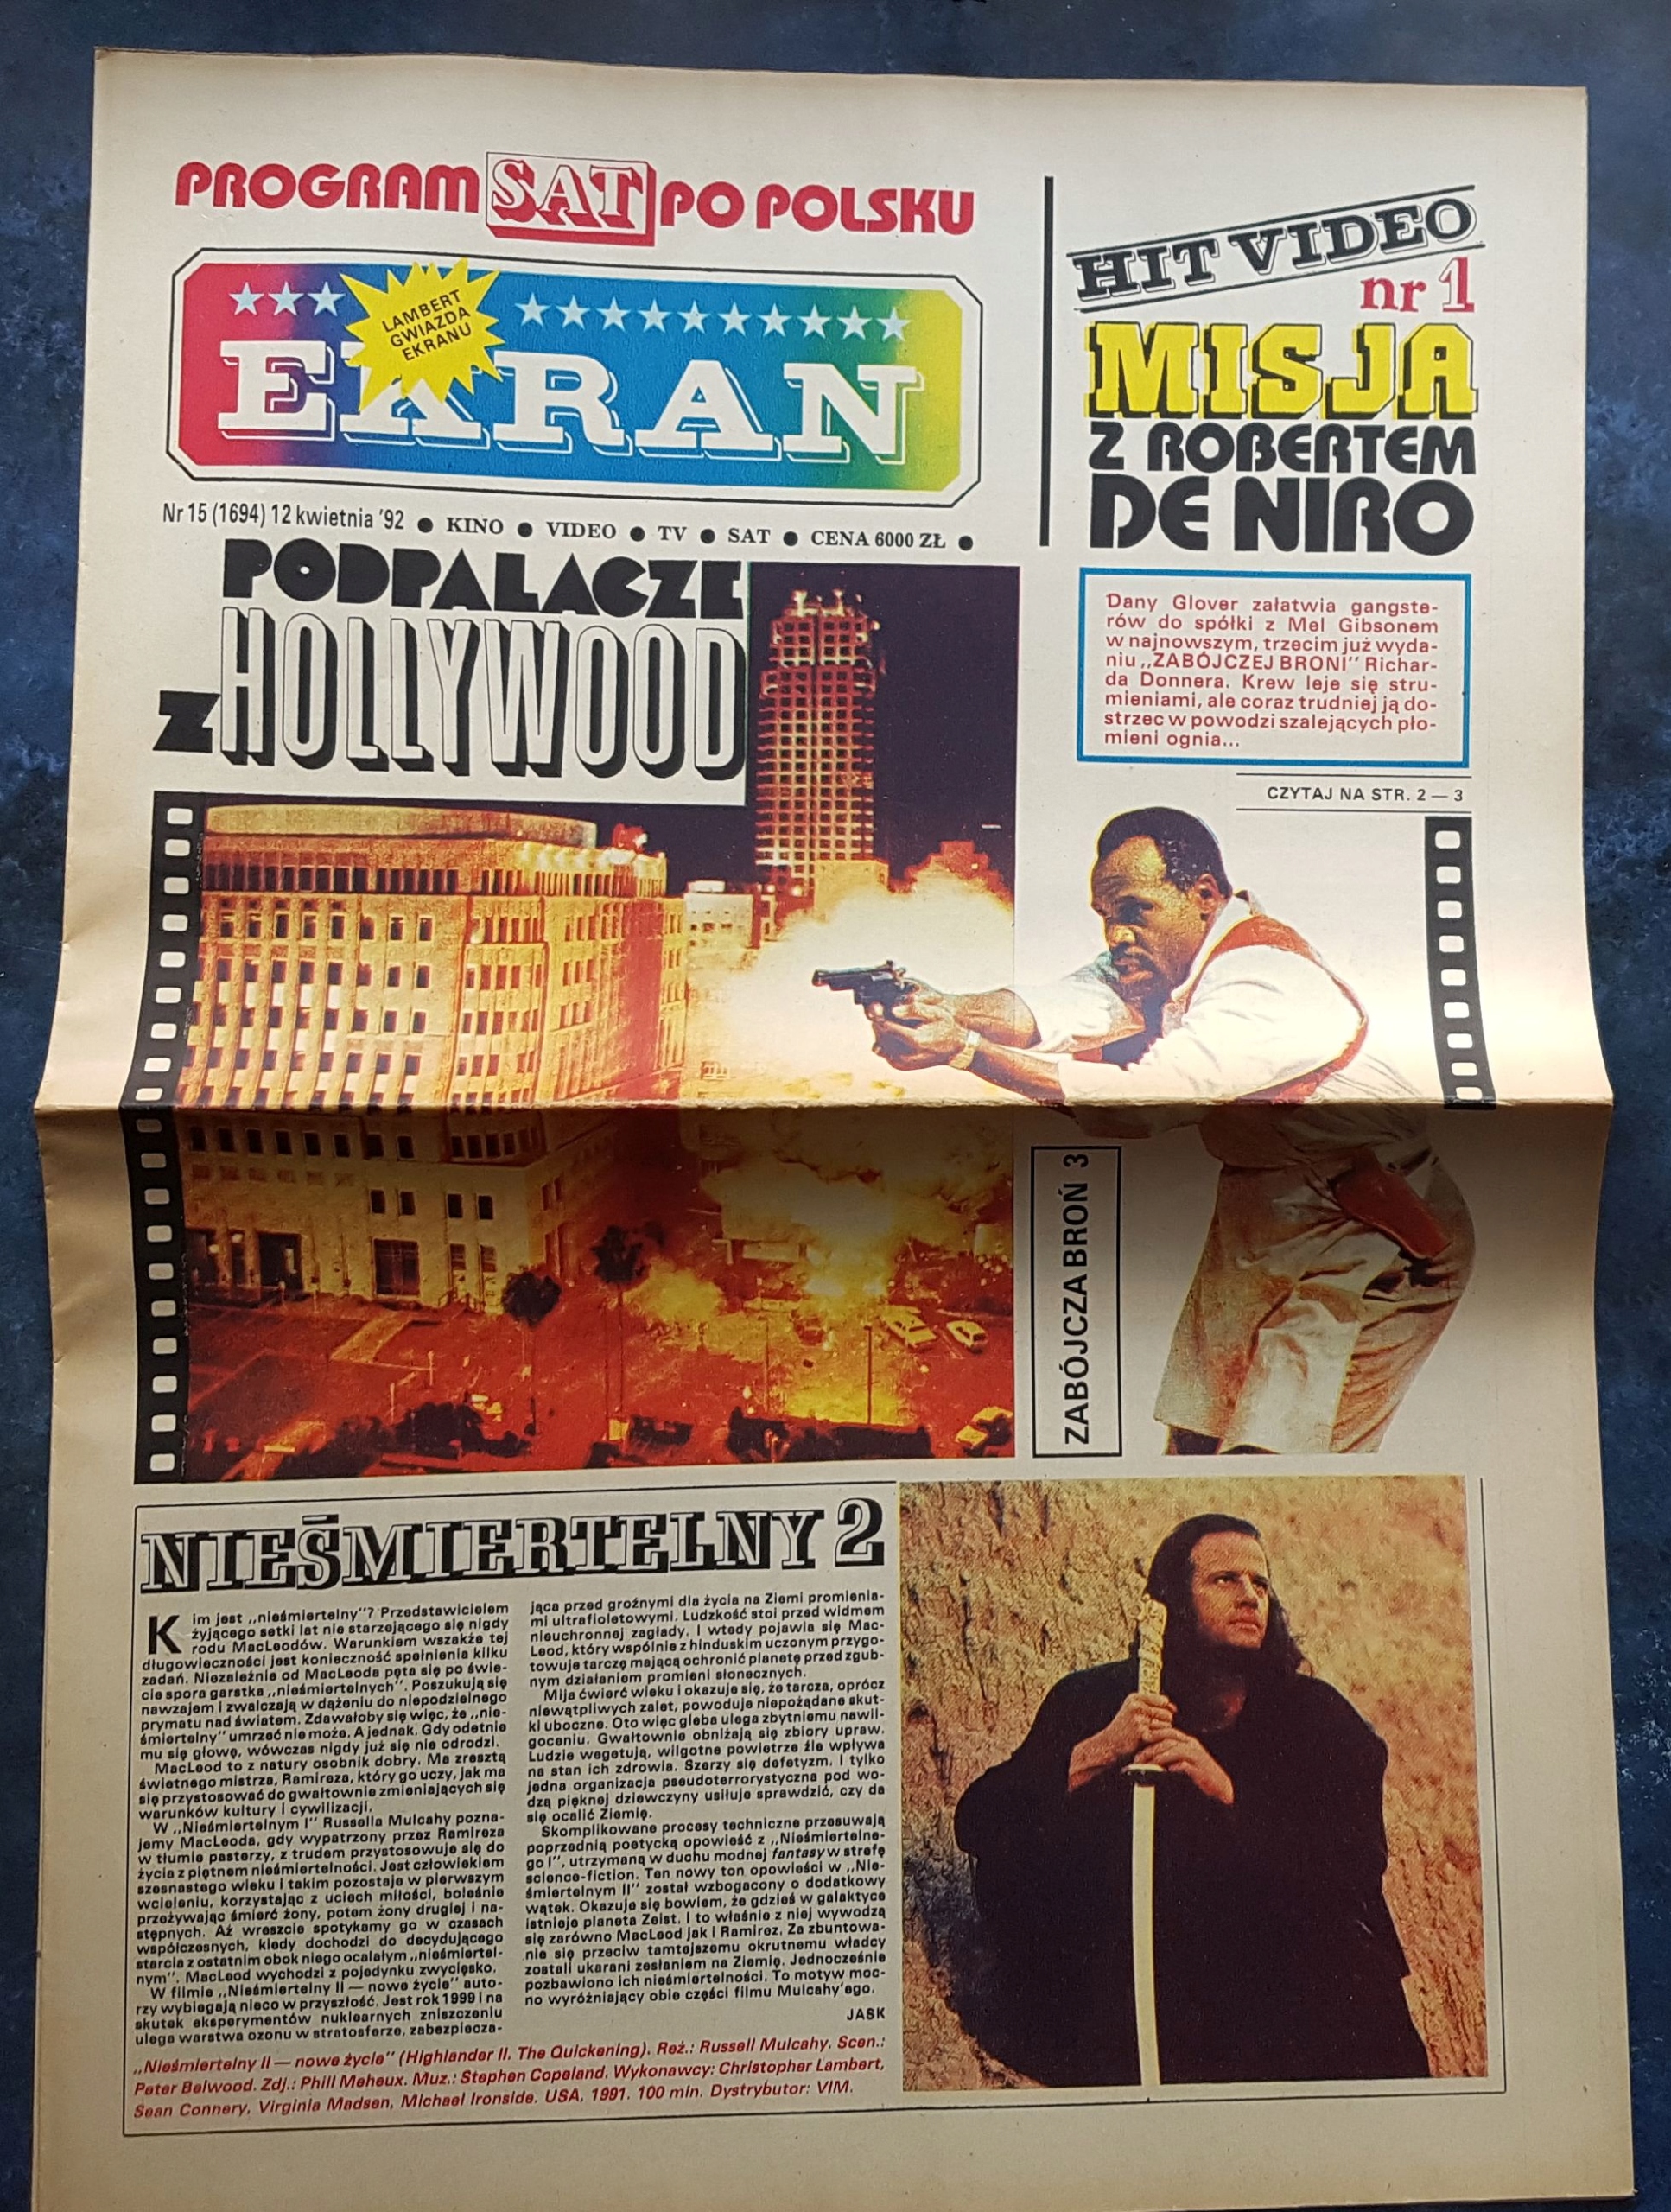 PROGRAM SAT PO POLSKU
LAMBERT
GWIAZDA
EKRANU
EKRAN
Nr 15 (1694) 12 kwietnia '92 ● KINO ● VIDEO ● TV ● SAT ● CENA 6000 ZŁ ●
HIT VIDEO
nr 1
MISJA
Z ROBERTEM
DE NIRO
PODPALACZE
Z HOLLYWOOD
Dany Glover załatwia gangste-
rów do spółki z Mel Gibsonem
w najnowszym, trzecim już wyda-
niu „ZABÓJCZEJ BRONI" Richar-
da Donnera. Krew leje się stru-
mieniami, ale coraz trudniej ją do-
strzec w powodzi szalejących pło-
mieni ognia...
CZYTAJ NA STR. 2 — 3
ZABÓJCZA BROŃ 3
NIEŚMIERTELNY 2
Kim jest „nieśmiertelny"? Przedstawicielem
żyjącego setki lat nie starzejącego się nigdy
rodu MacLeodów. Warunkiem wszakże tej
długowieczności jest konieczność spełnienia kilku
zadań. Niezależnie od MacLeoda pęta się po świe-
cie spora garstka „nieśmiertelnych". Poszukują się
nawzajem i zwalczają w dążeniu do niepodzielnego
prymatu nad światem. Zdawałoby się więc, że „nie-
śmiertelny" umrzeć nie może. A jednak. Gdy odetnie
mu się głowę, wówczas nigdy już się nie odrodzi.
MacLeod to z natury osobnik dobry. Ma zresztą
świetnego mistrza, Ramireza, który go uczy, jak ma
się przystosować do gwałtownie zmieniających się
warunków kultury i cywilizacji.
W „Nieśmiertelnym I" Russella Mulcahy pozna-
jemy MacLeoda, gdy wypatrzony przez Ramireza
w tłumie pasterzy, z trudem przystosowuje się do
życia z piętnem nieśmiertelności. Jest człowiekiem
szesnastego wieku i takim pozostaje w pierwszym
wcieleniu, korzystając z uciech miłości, boleśnie
przeżywając śmierć żony, potem żony drugiej i na-
stępnych. Aż wreszcie spotykamy go w czasach
współczesnych, kiedy dochodzi do decydującego
starcia z ostatnim obok niego ocalałym „nieśmiertel-
nym". MacLeod wychodzi z pojedynku zwycięsko.
W filmie „Nieśmiertelny II — nowe życie" auto-
rzy wybiegają nieco w przyszłość. Jest rok 1999 i na
skutek eksperymentów nuklearnych zniszczeniu
ulega warstwa ozonu w stratosferze, zabezpiecza-
jąca przed groźnymi dla życia na Ziemi promienia-
mi ultrafioletowymi. Ludzkość stoi przed widmem
nieuchronnej zagłady. I wtedy pojawia się Mac-
Leod, który wspólnie z hinduskim uczonym przygo-
towuje tarczę mającą ochronić planetę przed zgub-
nym działaniem promieni słonecznych.
Mija ćwierć wieku i okazuje się, że tarcza, oprócz
niewątpliwych zalet, powoduje niepożądane skut-
ki uboczne. Oto więc gleba ulega zbytniemu nawil-
goceniu. Gwałtownie obniżają się zbiory upraw.
Ludzie wegetują, wilgotne powietrze źle wpływa
na stan ich zdrowia. Szerzy się defetyzm. I tylko
jedna organizacja pseudoterrorystyczna pod wo-
dzą pięknej dziewczyny usiłuje sprawdzić, czy da
się ocalić Ziemię.
Skomplikowane procesy techniczne przesuwają
poprzednią poetycką opowieść z „Nieśmiertelne-
go I", utrzymaną w duchu modnej fantasy w strefę
science-fiction. Ten nowy ton opowieści w „Nie-
śmiertelnym II" został wzbogacony o dodatkowy
wątek. Okazuje się bowiem, że gdzieś w galaktyce
istnieje planeta Zeist. I to właśnie z niej wywodzą
się zarówno MacLeod jak i Ramirez. Za zbuntowa-
nie się przeciw tamtejszemu okrutnemu władcy
zostali ukarani zesłaniem na Ziemię. Jednocześnie
pozbawiono ich nieśmiertelności. To motyw moc-
no wyróżniający obie części filmu Mulcahy'ego.
JASK
„Nieśmiertelny II — nowe życie" (Highlander II. The Quickening). Reż.: Russell Mulcahy. Scen.:
Peter Belwood. Zdj.: Phill Meheux. Muz.: Stephen Copeland. Wykonawcy: Christopher Lambert,
Sean Connery, Virginia Madsen, Michael Ironside. USA, 1991. 100 min. Dystrybutor: VIM.